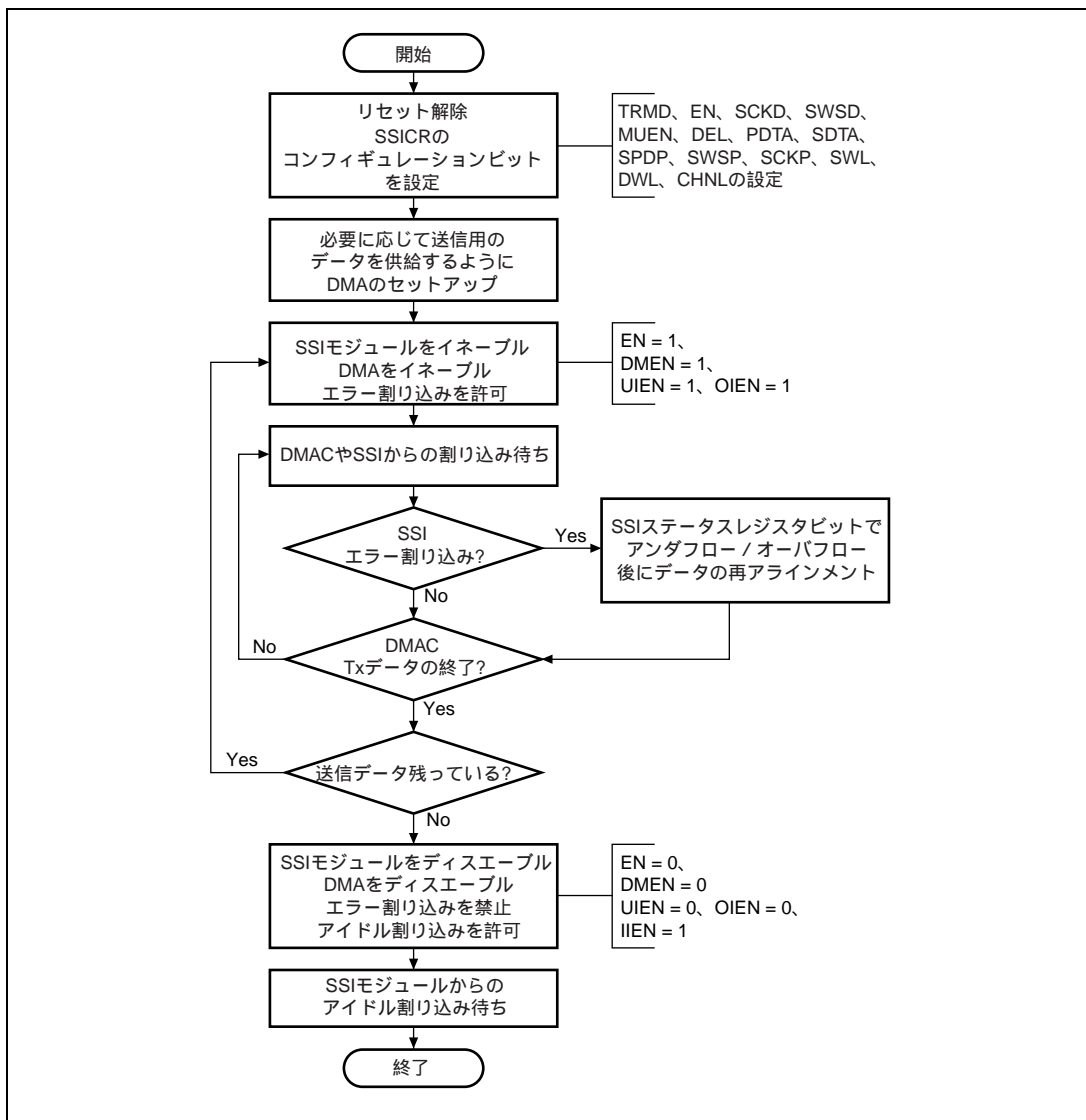 開始
リセット解除
SSICRの
コンフィギュレーションビット
を設定
TRMD、EN、SCKD、SWSD、
MUEN、DEL、PDTA、SDTA、
SPDP、SWSP、SCKP、SWL、
DWL、CHNLの設定
必要に応じて送信用の
データを供給するように
DMAのセットアップ
SSIモジュールをイネーブル
DMAをイネーブル
エラー割り込みを許可
EN = 1、
DMEN = 1、
UIEN = 1、OIEN = 1
DMACやSSIからの割り込み待ち
SSI
エラー割り込み?
Yes
SSIステータスレジスタビットで
アンダフロー / オーバフロー
後にデータの再アラインメント
No
DMAC
Txデータの終了?
No
Yes
送信データ残っている?
Yes
No
SSIモジュールをディスエーブル
DMAをディスエーブル
エラー割り込みを禁止
アイドル割り込みを許可
EN = 0、
DMEN = 0
UIEN = 0、OIEN = 0、
IIEN = 1
SSIモジュールからの
アイドル割り込み待ち
終了